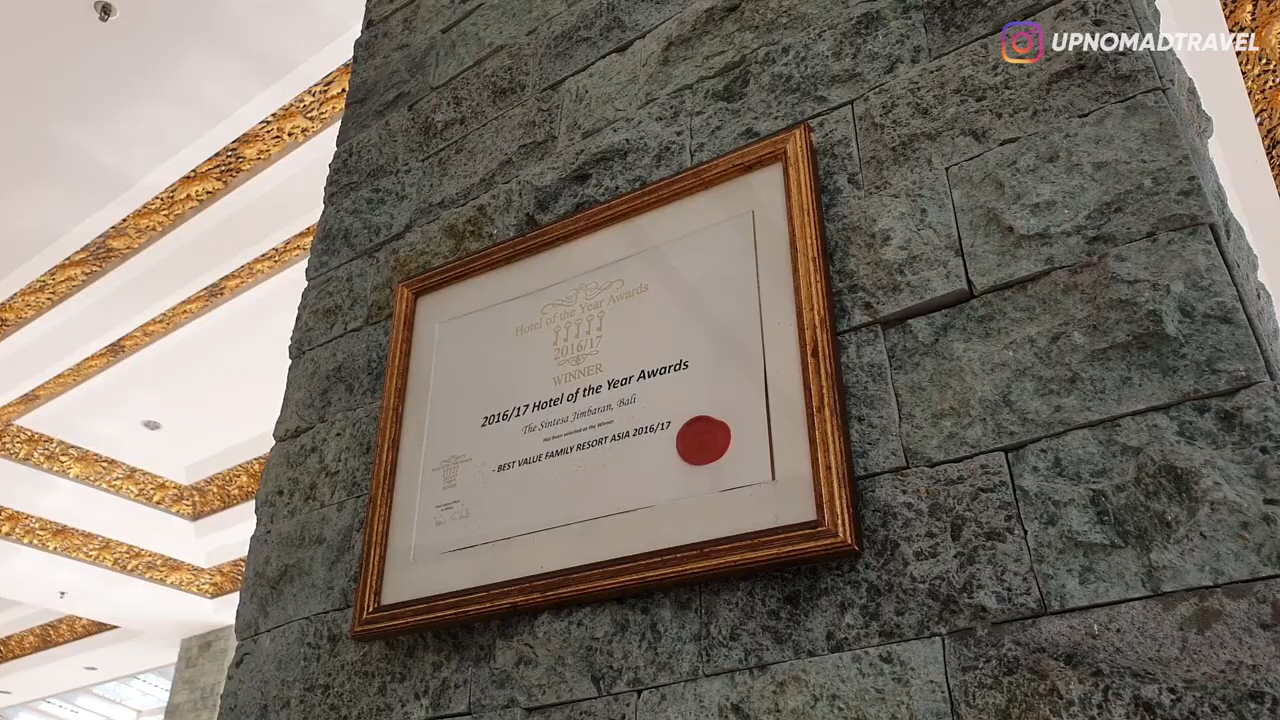 UPNOMADTRAVEL
Hotel of the Year Awards
2016/17
WINNER
2016/17 Hotel of the Year Awards
The Sintesa Jimbaran, Bali
Has been selected as the Winner
- BEST VALUE FAMILY RESORT ASIA 2016/17